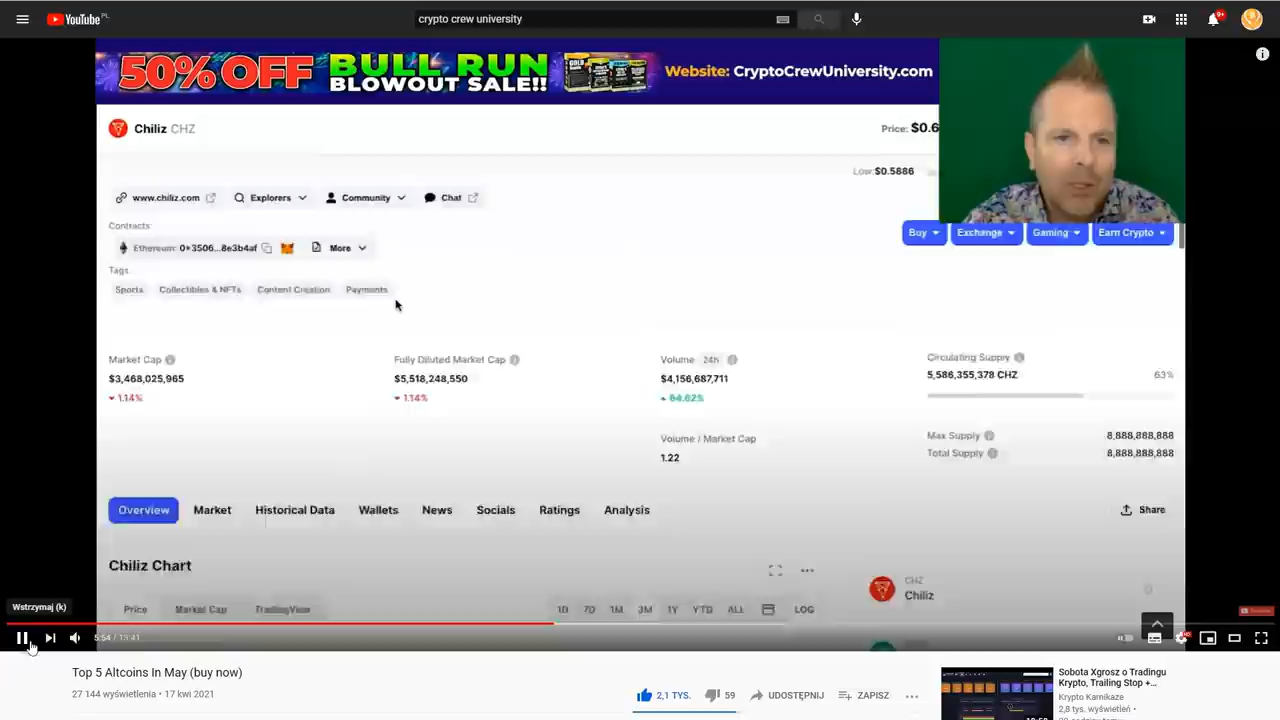 YouTube PL
crypto crew university
9+
50% OFF BULL RUN BLOWOUT SALE!! Website: CryptoCrewUniversity.com
Chiliz CHZ
Price: $0.6
Low: $0.5886
www.chiliz.com Explorers Community Chat
Contracts:
Ethereum: 0x3506...8e3b4af More
Buy Exchange Gaming Earn Crypto
Tags
Sports Collectibles & NFTs Content Creation Payments
Market Cap Fully Diluted Market Cap Volume 24h Circulating Supply
$3,468,025,965 $5,518,248,550 $4,156,687,711 5,586,355,378 CHZ 63%
1.14% 1.14% 64.62%
Volume / Market Cap Max Supply 8,888,888,888
1.22 Total Supply 8,888,888,888
Overview Market Historical Data Wallets News Socials Ratings Analysis Share
Chiliz Chart
CHZ
Chiliz
Price Market Cap TradingView 1D 7D 1M 3M 1Y YTD ALL LOG
Wstrzymaj (k)
5:54 / 13:41
Top 5 Altcoins In May (buy now)
27 144 wyświetlenia • 17 kwi 2021
2,1 TYS. 59 UDOSTĘPNIJ ZAPISZ
Sobota Xgrosz o Tradingu
Krypto, Trailing Stop +...
Krypto Kamikaze
2,8 tys. wyświetleń •